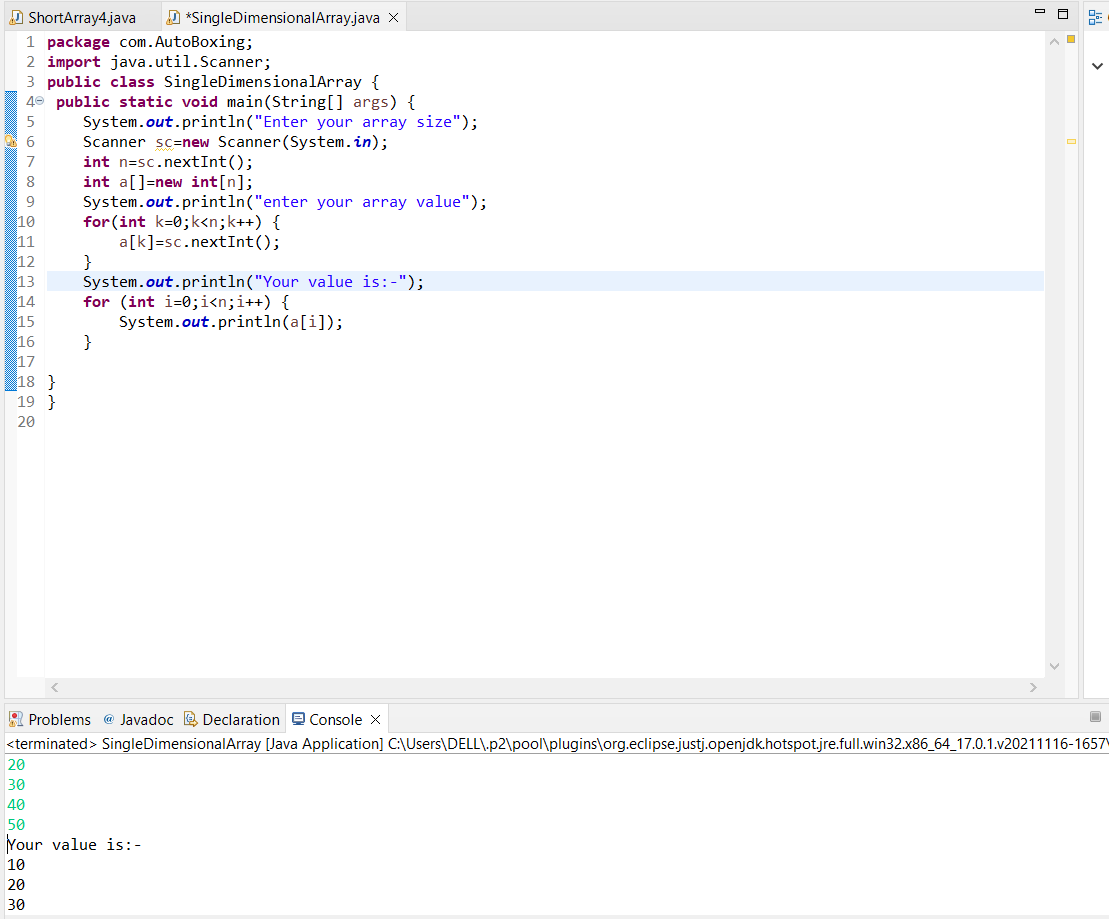 ShortArray4.java *SingleDimensionalArray.java
1 package com.AutoBoxing;
2 import java.util.Scanner;
3 public class SingleDimensionalArray {
4 public static void main(String[] args) {
5 System.out.println("Enter your array size");
6 Scanner sc=new Scanner(System.in);
7 int n=sc.nextInt();
8 int a[]=new int[n];
9 System.out.println("enter your array value");
10 for(int k=0;k<n;k++) {
11 a[k]=sc.nextInt();
12 }
13 System.out.println("Your value is:-");
14 for (int i=0;i<n;i++) {
15 System.out.println(a[i]);
16 }
17
18 }
19 }
20
Problems @ Javadoc Declaration Console
<terminated> SingleDimensionalArray [Java Application] C:\Users\DELL\.p2\pool\plugins\org.eclipse.justj.openjdk.hotspot.jre.full.win32.x86_64_17.0.1.v20211116-1657\
20
30
40
50
Your value is:-
10
20
30